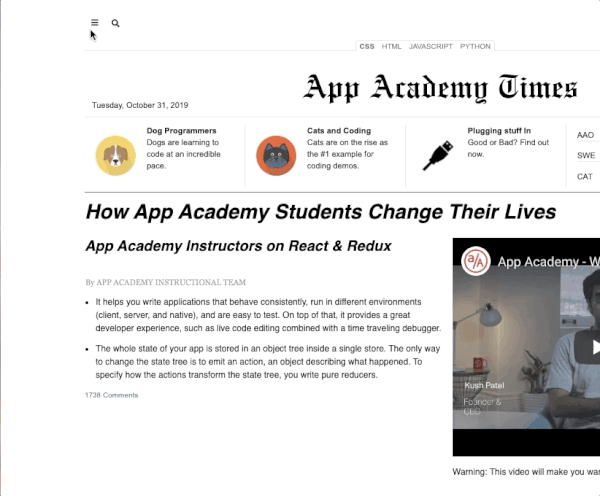 CSS HTML JAVASCRIPT PYTHON
App Academy Times
Tuesday, October 31, 2019
Dog Programmers
Dogs are learning to
code at an incredible
pace.
Cats and Coding
Cats are on the rise as
the #1 example for
coding demos.
Plugging stuff In
Good or Bad? Find out
now.
AAO
SWE
CAT
How App Academy Students Change Their Lives
App Academy Instructors on React & Redux
By APP ACADEMY INSTRUCTIONAL TEAM
It helps you write applications that behave consistently, run in different environments
(client, server, and native), and are easy to test. On top of that, it provides a great
developer experience, such as live code editing combined with a time traveling debugger.
The whole state of your app is stored in an object tree inside a single store. The only way
to change the state tree is to emit an action, an object describing what happened. To
specify how the actions transform the state tree, you write pure reducers.
1738 Comments
a/A
App Academy - W
Kush Patel
Founder &
CEO
Warning: This video will make you wan